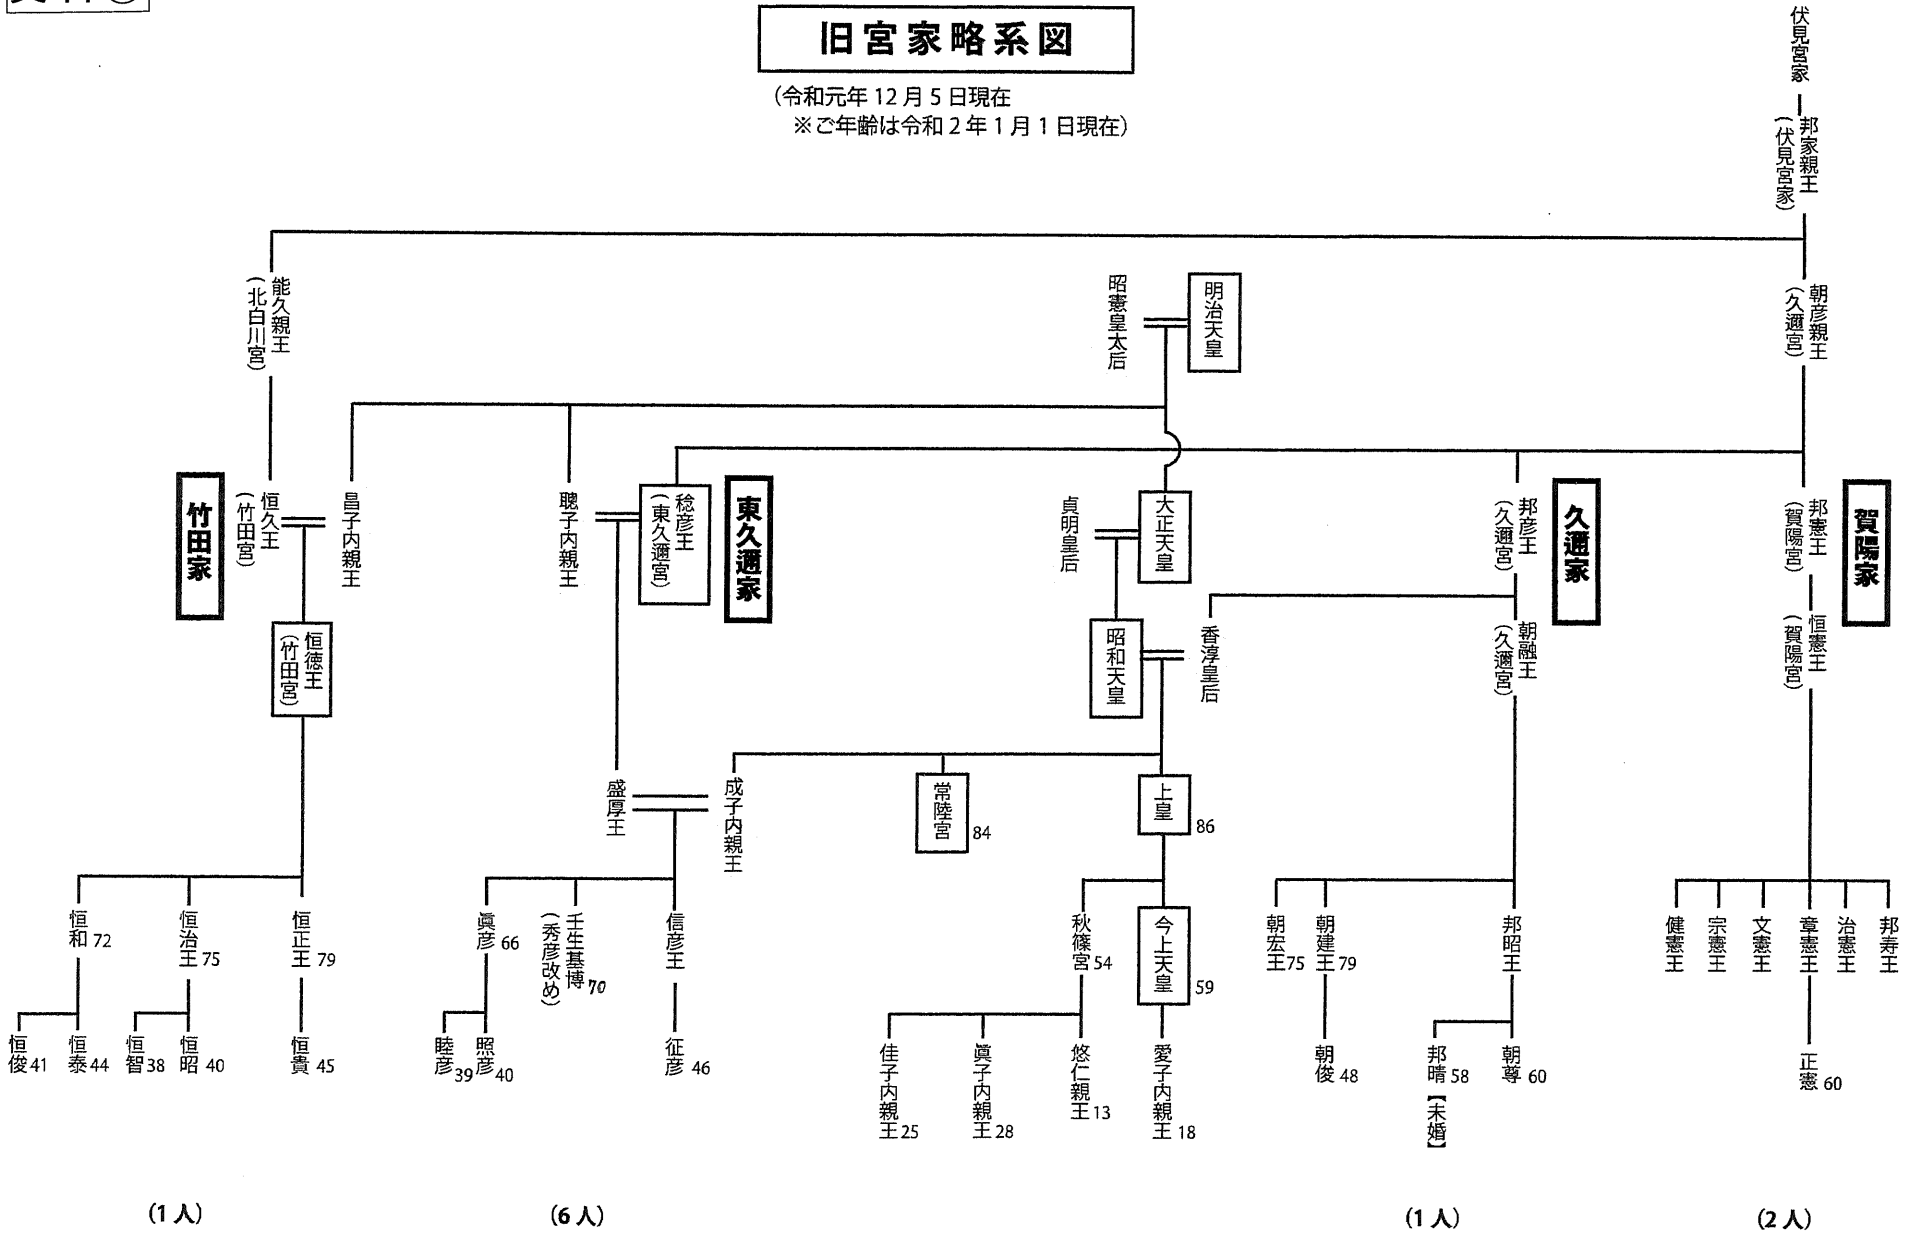 旧宮家略系図
（令和元年12月5日現在
※ご年齢は令和2年1月1日現在）
伏見宮家
邦家親王
（伏見宮家）
能久親王
（北白川宮）
昭憲皇太后
明治天皇
朝彦親王
（久邇宮）
竹田家
恒久王
（竹田宮）
昌子内親王
聰子内親王
稔彦王
（東久邇宮）
東久邇家
貞明皇后
大正天皇
邦彦王
（久邇宮）
久邇家
邦憲王
（賀陽宮）
賀陽家
恒徳王
（竹田宮）
昭和天皇
香淳皇后
朝融王
（久邇宮）
恒憲王
（賀陽宮）
盛厚王
成子内親王
常陸宮 84
上皇 86
恒和 72
恒治王 75
恒正王 79
眞彦 66
壬生基博 70
（秀彦改め）
信彦王
秋篠宮 54
今上天皇 59
朝宏王 75
朝建王 79
邦昭王
健憲王
宗憲王
文憲王
章憲王
治憲王
邦寿王
恒俊 41
恒泰 44
恒智 38
恒昭 40
恒貴 45
睦彦 39
照彦 40
征彦 46
佳子内親王 25
眞子内親王 28
悠仁親王 13
愛子内親王 18
朝俊 48
邦晴 58【未婚】
朝尊 60
正憲 60
（1人）
（6人）
（1人）
（2人）